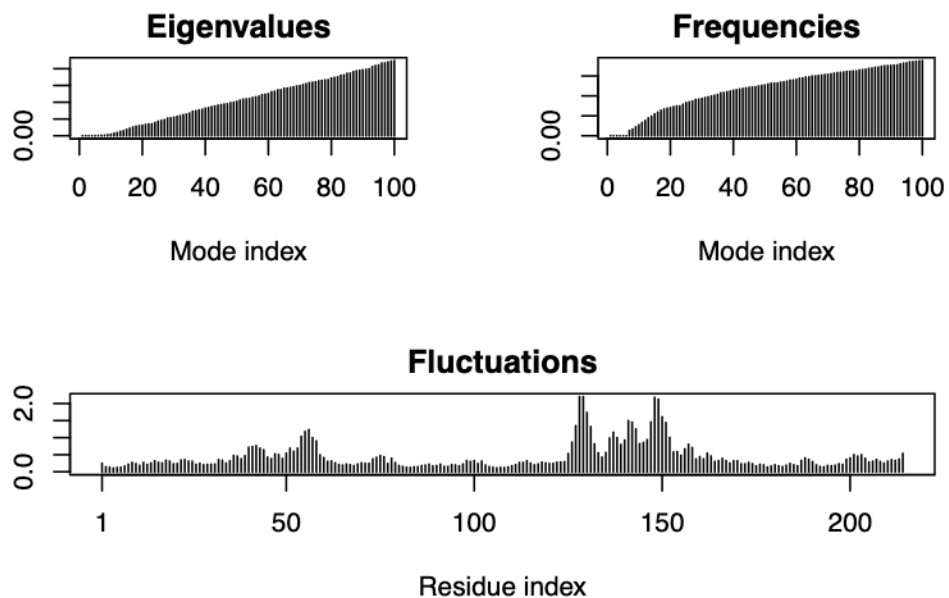 Eigenvalues
0.00
0 20 40 60 80 100
Mode index
Frequencies
0.00
0 20 40 60 80 100
Mode index
Fluctuations
2.0
0.0
1 50 100 150 200
Residue index